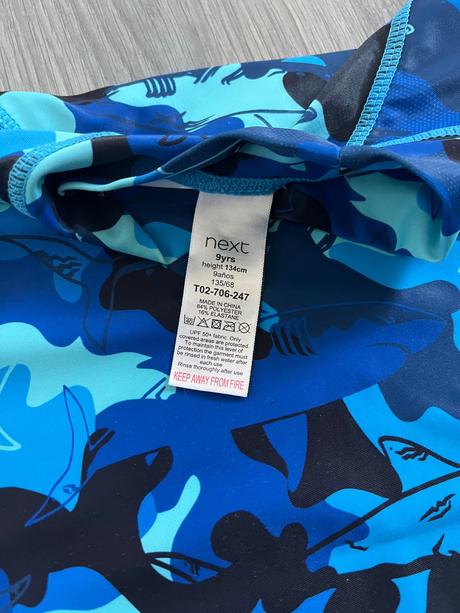 next
9yrs
height 134cm
9años
135/68
T02-706-247
MADE IN CHINA
84% POLYESTER
16% ELASTANE
UPF 50+ fabric. Only
covered areas are protected.
To maintain this level of
protection the garment must
be rinsed in fresh water after
each use
Rinse thoroughly after use
KEEP AWAY FROM FIRE